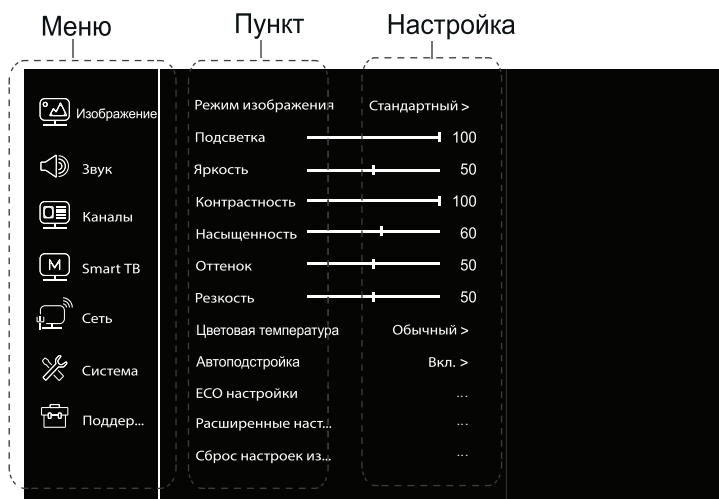 Меню
Пункт
Настройка
Изображение
Звук
Каналы
M
Smart ТВ
Сеть
Система
Поддер...
Режим изображения Стандартный >
Подсветка 100
Яркость 50
Контрастность 100
Насыщенность 60
Оттенок 50
Резкость 50
Цветовая температура Обычный >
Автоподстройка Вкл. >
ECO настройки ...
Расширенные наст... ...
Сброс настроек из... ...